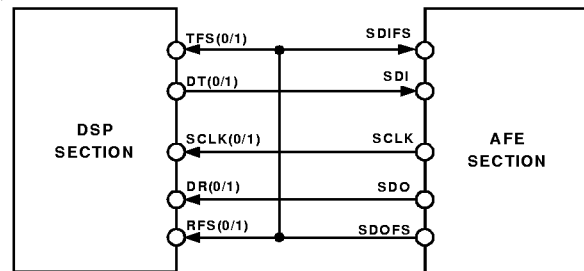 TFS(0/1) SDIFS
DT(0/1) SDI
DSP
SECTION
SCLK(0/1) SCLK
AFE
SECTION
DR(0/1) SDO
RFS(0/1) SDOFS